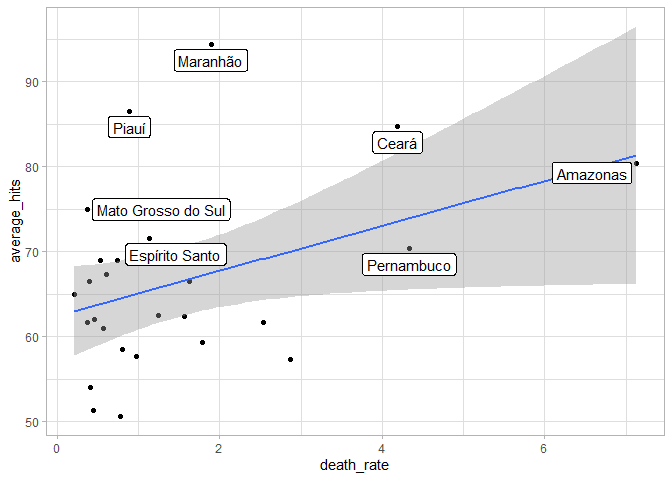 90
80
70
60
50
average_hits
Maranhão
Piauí
Ceará
Amazonas
Mato Grosso do Sul
Espírito Santo
Pernambuco
0
2
4
6
death_rate